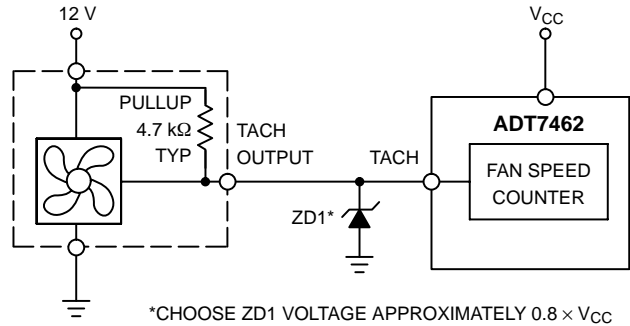 12 V
V_CC
PULLUP
4.7 kΩ
TYP
TACH
OUTPUT
TACH
ADT7462
FAN SPEED
COUNTER
ZD1*
*CHOOSE ZD1 VOLTAGE APPROXIMATELY 0.8 × V_CC